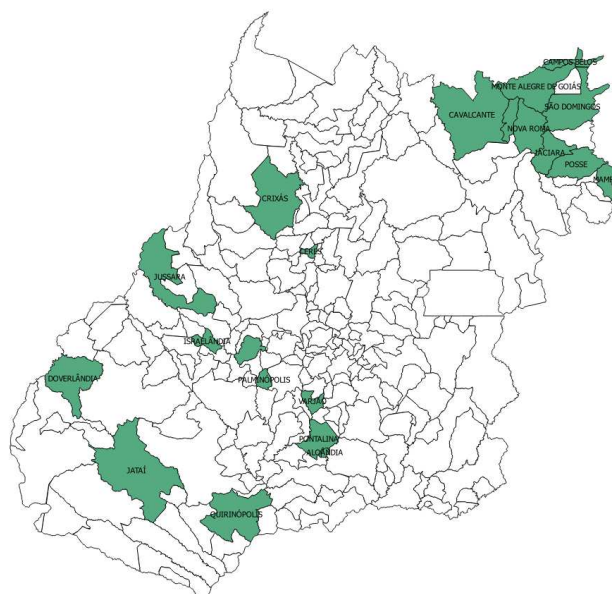 CAMPOS BELOS
MONTE ALEGRE DE GOIÁS
SÃO DOMINGOS
CAVALCANTE
NOVA ROMA
POSSE
CRIXÁS
CERES
JUSSARA
ISRAELÂNDIA
DOVERLÂNDIA
PALMINÓPOLIS
VARJÃO
PONTALINA
ALOÂNDIA
JATAÍ
QUIRINÓPOLIS